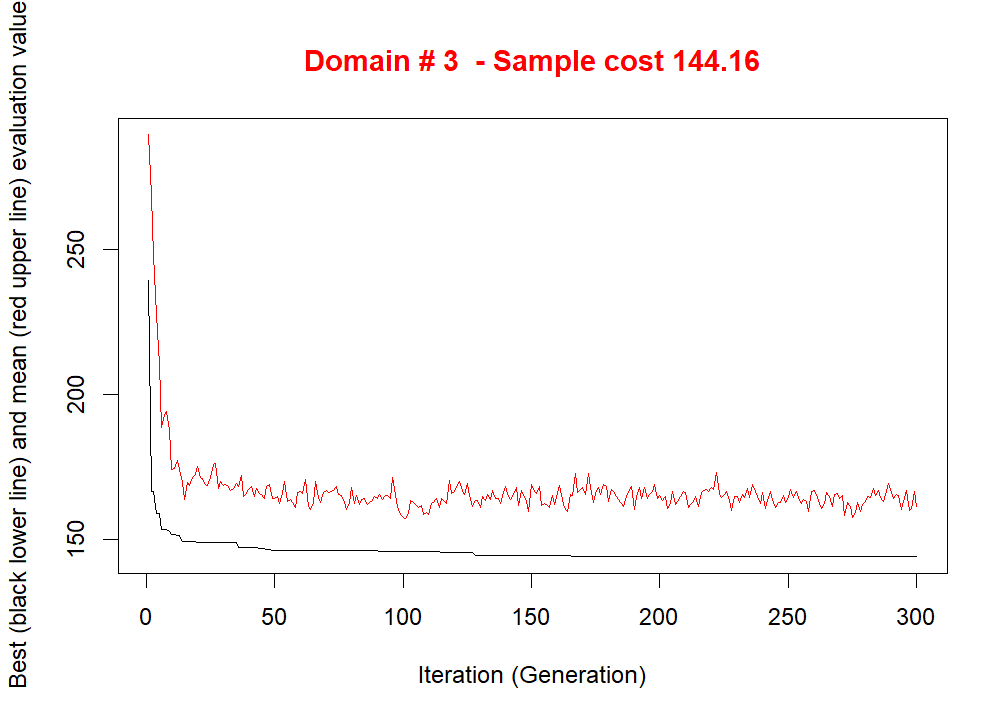 Domain # 3  - Sample cost 144.16
Best (black lower line) and mean (red upper line) evaluation value
250
200
150
0 50 100 150 200 250 300
Iteration (Generation)